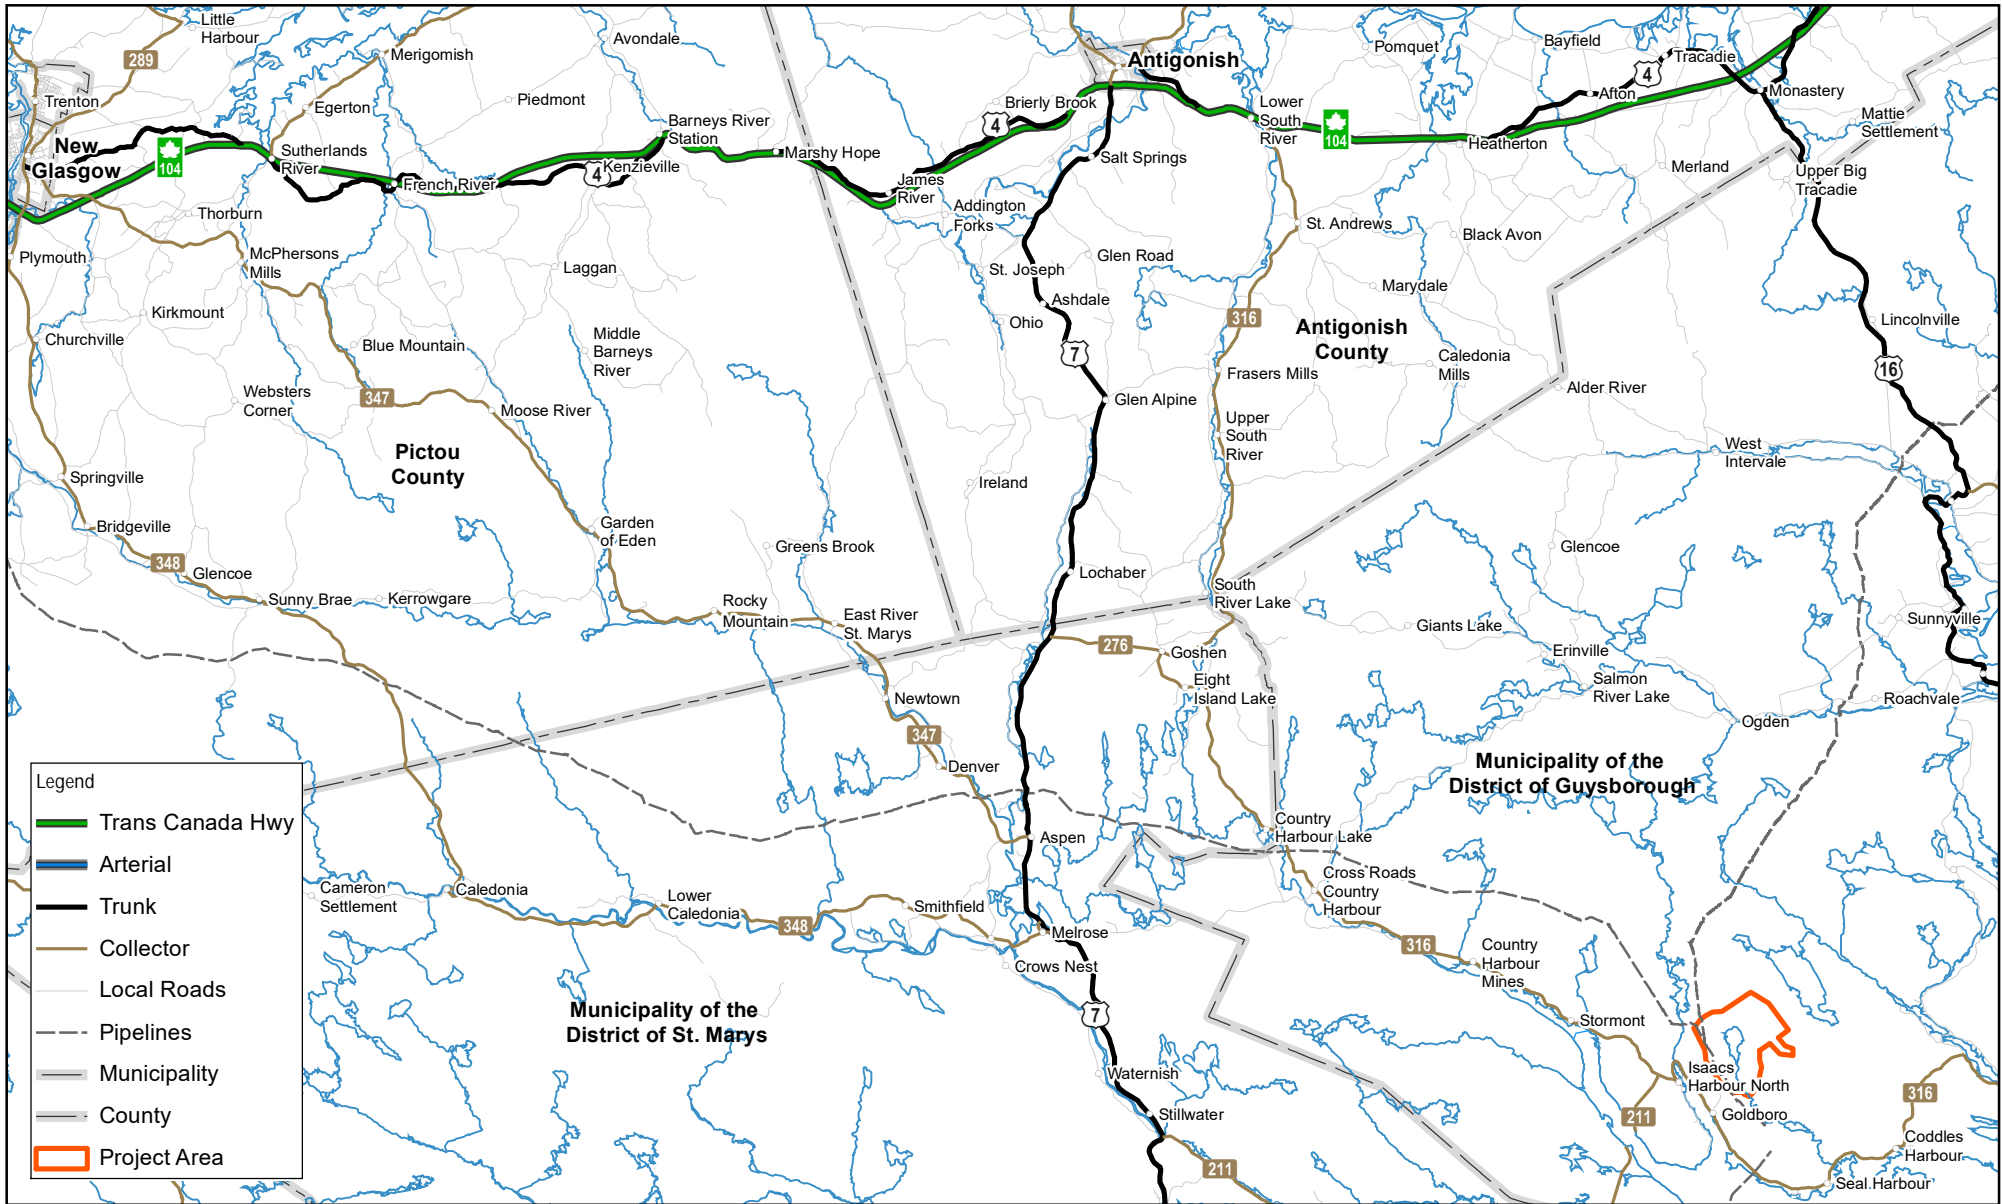 Little
Harbour
289
Merigomish
Avondale
Antigonish
Pomquet
Bayfield
Tracadie
4
Trenton
Egerton
Piedmont
Brierly Brook
4
Lower
South
River
104
Afton
Monastery
Mattie
Settlement
New
Glasgow
104
Sutherlands
River
Barneys River
Station
Marshy Hope
Salt Springs
Heatherton
Merland
Upper Big
Tracadie
French River
4
Kenzieville
James
River
Addington
Forks
St. Andrews
Black Avon
Thorburn
Plymouth
McPhersons
Mills
Laggan
St. Joseph
Glen Road
Marydale
Kirkmount
Ashdale
Ohio
316
Antigonish
County
Lincolnville
Churchville
Blue Mountain
Middle
Barneys
River
7
Frasers Mills
Caledonia
Mills
16
Websters
Corner
347
Moose River
Glen Alpine
Alder River
Upper
South
River
Pictou
County
West
Intervale
Springville
Ireland
Bridgeville
Garden
of Eden
Greens Brook
Glencoe
348
Glencoe
Lochaber
South
River Lake
Sunny Brae
Kerrowgare
Rocky
Mountain
East River
St. Marys
276
Goshen
Giants Lake
Sunnyville
Erinville
Eight
Island Lake
Salmon
River Lake
Newtown
Roachvale
Ogden
347
Denver
Municipality of the
District of Guysborough
Country
Harbour Lake
Aspen
Cross Roads
Country
Harbour
Cameron
Settlement
Caledonia
Lower
Caledonia
348
Smithfield
Melrose
316
Country
Harbour
Mines
Crows Nest
7
Municipality of the
District of St. Marys
Stormont
Waternish
Isaacs
Harbour North
316
Stillwater
211
Goldboro
Coddles
Harbour
211
Seal Harbour
Legend
Trans Canada Hwy
Arterial
Trunk
Collector
Local Roads
Pipelines
Municipality
County
Project Area